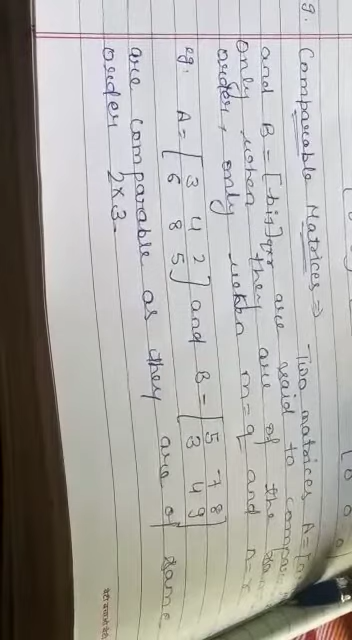 9. Comparable Matrices ⇒ Two matrices A = [a
and B = [bij]q×r are said to compara
only when they are of the sam
order, only when m = q and n = r
eg. A = [3 4 2
6 8 5] and B = [5 -7 8
3 4 9]
are comparable as they are of same
order 2×3.